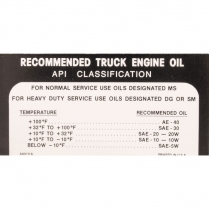 RECOMMENDED TRUCK ENGINE OIL
API CLASSIFICATION
FOR NORMAL SERVICE USE OILS DESIGNATED MS
FOR HEAVY DUTY SERVICE USE OILS DESIGNATED DG OR SM
TEMPERATURE RECOMMENDED OIL
+100°F AE-40
+32°F TO +100°F SAE-30
+10°F TO +32°F SAE-20 - 20W
-10°F TO +10°F SAE-10W
BELOW -10°F SAE-5W